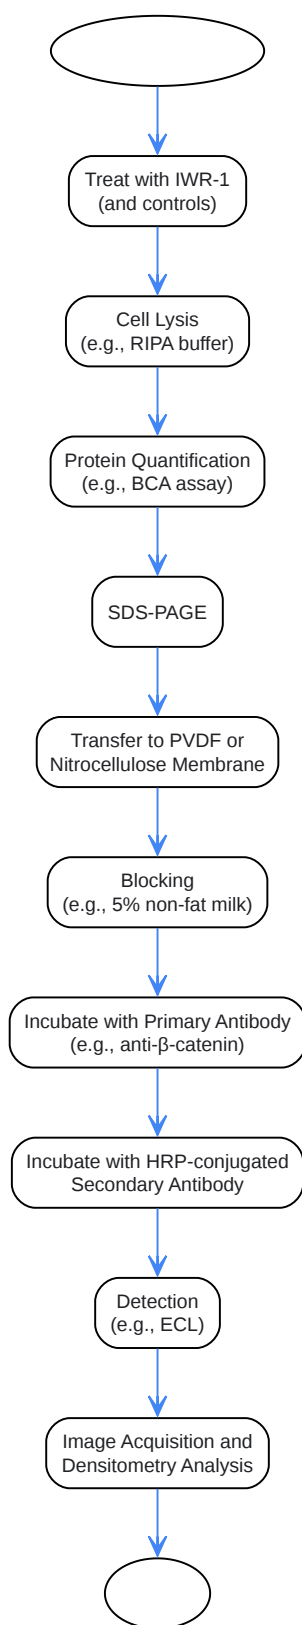 Treat with IWR-1
(and controls)
Cell Lysis
(e.g., RIPA buffer)
Protein Quantification
(e.g., BCA assay)
SDS-PAGE
Transfer to PVDF or
Nitrocellulose Membrane
Blocking
(e.g., 5% non-fat milk)
Incubate with Primary Antibody
(e.g., anti-β-catenin)
Incubate with HRP-conjugated
Secondary Antibody
Detection
(e.g., ECL)
Image Acquisition and
Densitometry Analysis